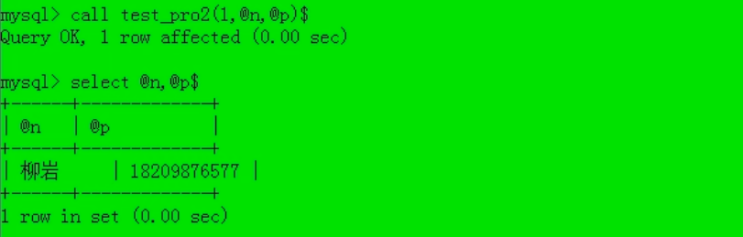 mysql> call test_pro2(1,@n,@p)$
Query OK, 1 row affected (0.00 sec)
mysql> select @n,@p$
+------+-------------+
| @n   | @p          |
+------+-------------+
| 柳岩     | 18209876577 |
+------+-------------+
1 row in set (0.00 sec)